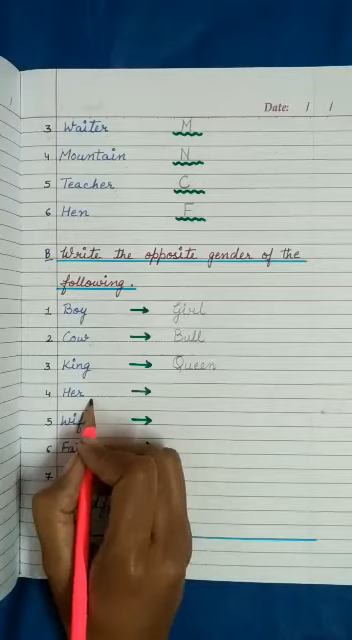 Date: / /
3 Waiter M
4 Mountain N
5 Teacher C
6 Hen F
B Write the opposite gender of the
following.
1 Boy → Girl
2 Cow → Bull
3 King → Queen
4 Her →
5 →
6 →
7